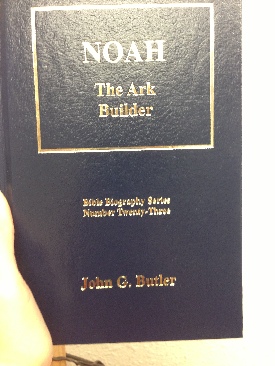 NOAH
The Ark
Builder
Bible Biography Series
Number Twenty-Three
John G. Butler